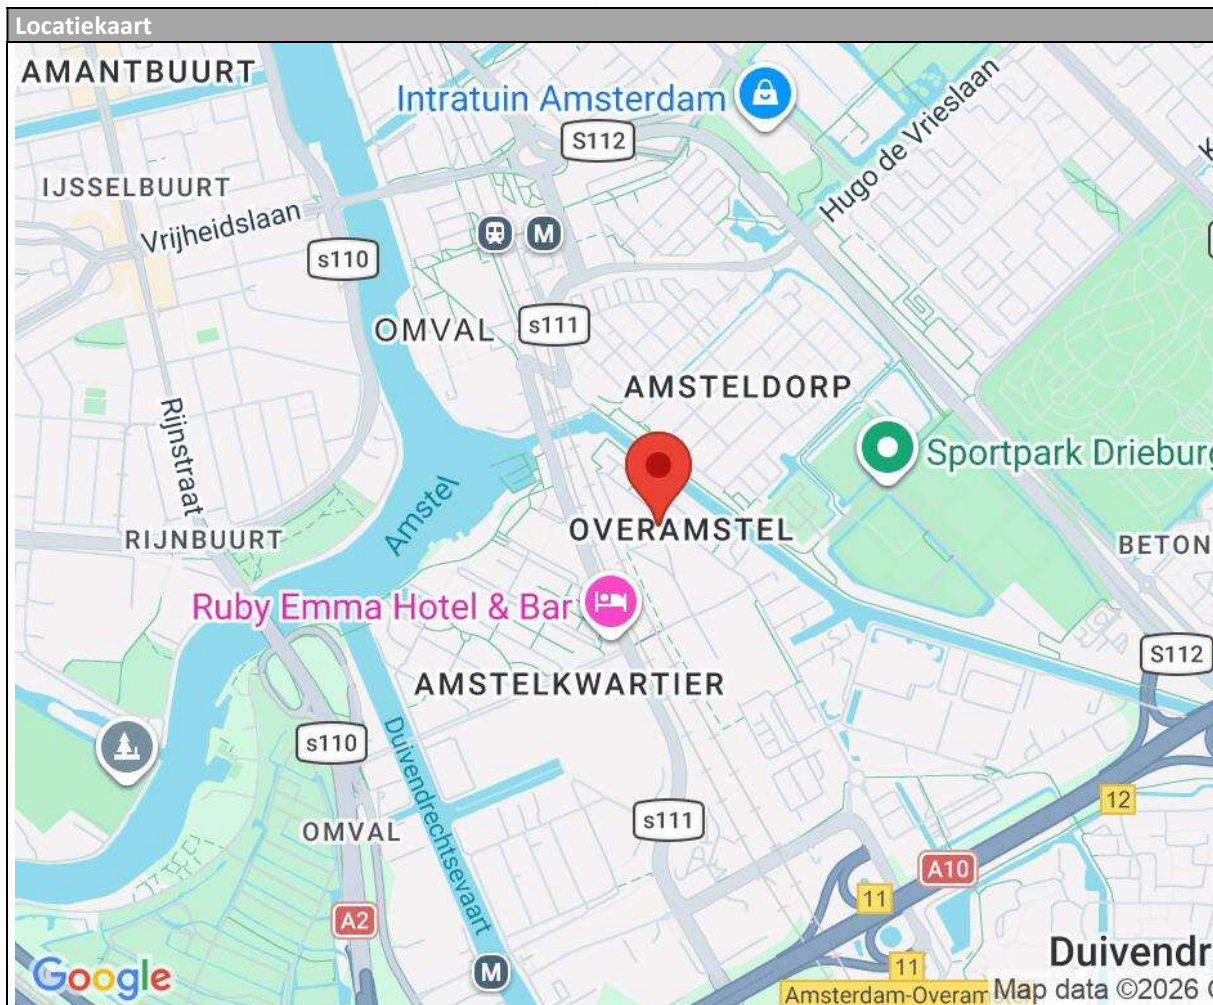 Locatiekaart
AMANTBUURT
Intratuin Amsterdam
S112
Hugo de Vrieslaan
K
IJSSELBUURT
Vrijheidslaan
s110
M
OMVAL
s111
AMSTELDORP
Rijnstraat
Sportpark Drieburg
Amstel
OVERAMSTEL
RIJNBUURT
BETON
Ruby Emma Hotel & Bar
S112
AMSTELKWARTIER
s110
Duivendrechtsevaart
12
OMVAL
s111
A10
11
A2
Duivendr
M
11
Google
Amsterdam-Overam
Map data ©2026